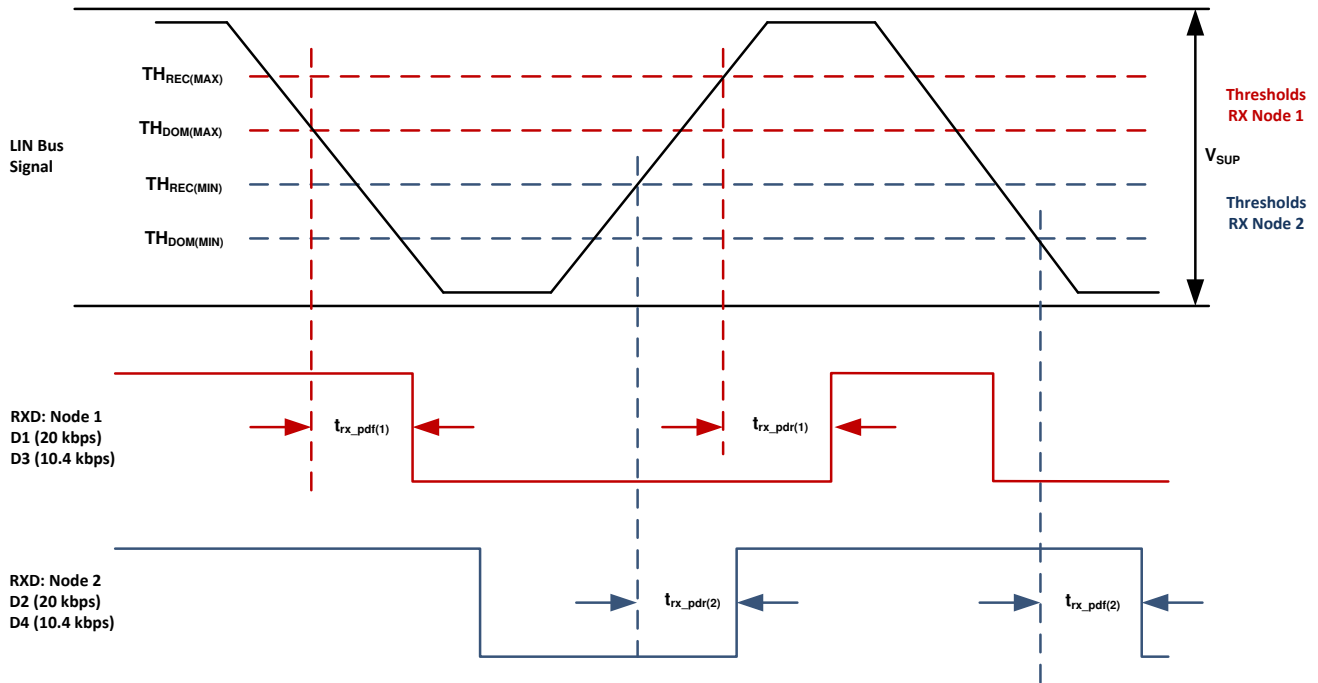 TH_REC(MAX)
TH_DOM(MAX)
TH_REC(MIN)
TH_DOM(MIN)
LIN Bus
Signal
Thresholds
RX Node 1
V_SUP
Thresholds
RX Node 2
RXD: Node 1
D1 (20 kbps)
D3 (10.4 kbps)
t_rx_pdf(1)
t_rx_pdr(1)
RXD: Node 2
D2 (20 kbps)
D4 (10.4 kbps)
t_rx_pdr(2)
t_rx_pdf(2)